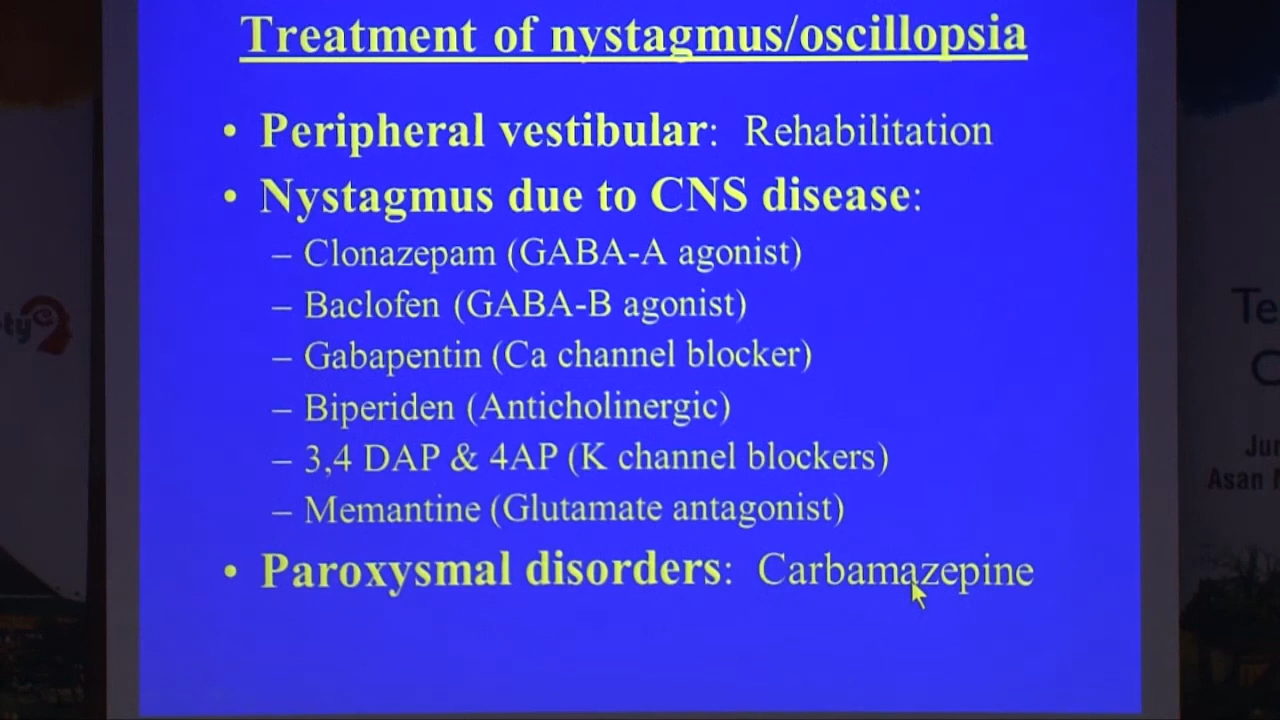 Treatment of nystagmus/oscillopsia
• Peripheral vestibular: Rehabilitation
• Nystagmus due to CNS disease:
– Clonazepam (GABA-A agonist)
– Baclofen (GABA-B agonist)
– Gabapentin (Ca channel blocker)
– Biperiden (Anticholinergic)
– 3,4 DAP & 4AP (K channel blockers)
– Memantine (Glutamate antagonist)
• Paroxysmal disorders: Carbamazepine
Asan